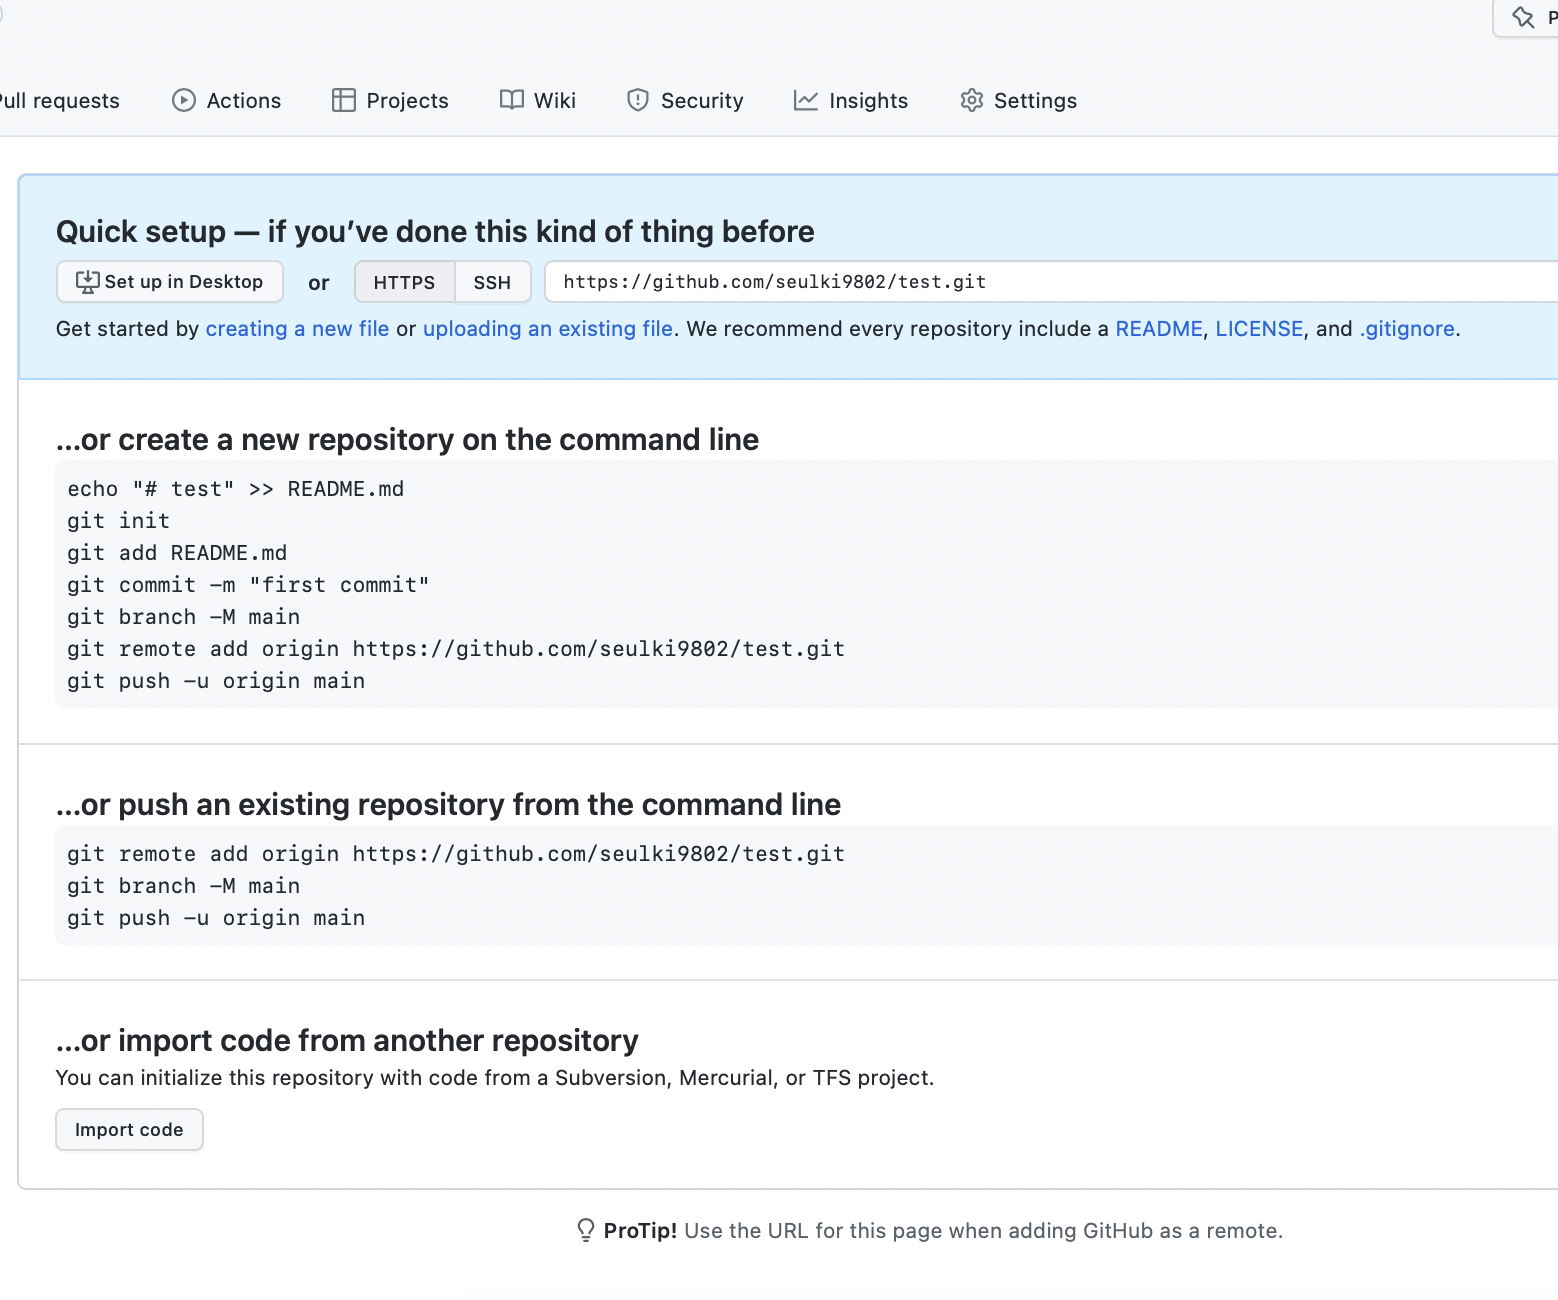 Pull requests Actions Projects Wiki Security Insights Settings
Quick setup — if you’ve done this kind of thing before
Set up in Desktop or HTTPS SSH https://github.com/seulki9802/test.git
Get started by creating a new file or uploading an existing file. We recommend every repository include a README, LICENSE, and .gitignore.
…or create a new repository on the command line
echo "# test" >> README.md
git init
git add README.md
git commit -m "first commit"
git branch -M main
git remote add origin https://github.com/seulki9802/test.git
git push -u origin main
…or push an existing repository from the command line
git remote add origin https://github.com/seulki9802/test.git
git branch -M main
git push -u origin main
…or import code from another repository
You can initialize this repository with code from a Subversion, Mercurial, or TFS project.
Import code
ProTip! Use the URL for this page when adding GitHub as a remote.